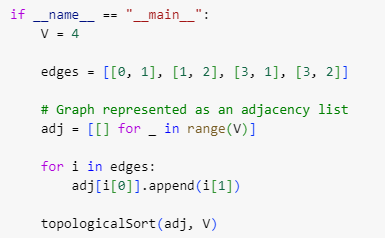 if __name__ == "__main__":
    V = 4
    edges = [[0, 1], [1, 2], [3, 1], [3, 2]]
    # Graph represented as an adjacency list
    adj = [[] for _ in range(V)]
    for i in edges:
        adj[i[0]].append(i[1])
    topologicalSort(adj, V)